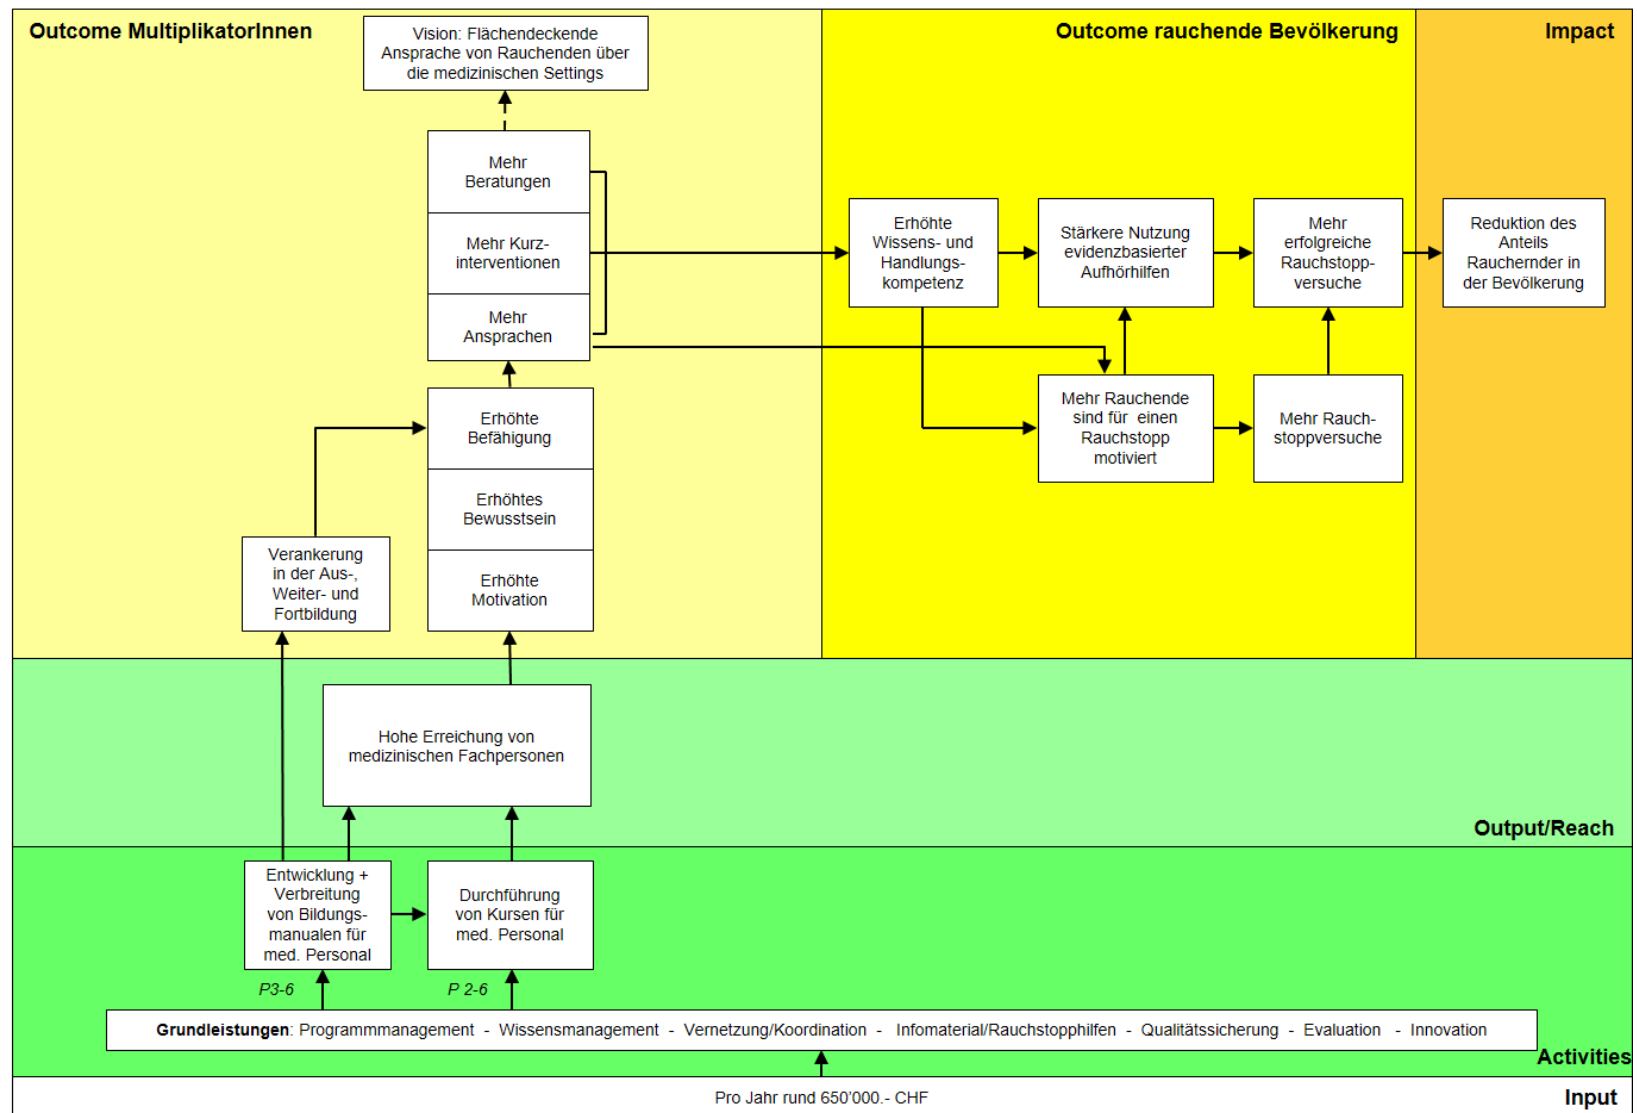 Outcome MultiplikatorInnen
Vision: Flächendeckende
Ansprache von Rauchenden über
die medizinischen Settings
Outcome rauchende Bevölkerung
Impact
Mehr
Beratungen
Mehr Kurz-
interventionen
Mehr
Ansprachen
Erhöhte
Wissens- und
Handlungs-
kompetenz
Stärkere Nutzung
evidenzbasierter
Aufhörhilfen
Mehr
erfolgreiche
Rauchstopp-
versuche
Reduktion des
Anteils
Rauchernder in
der Bevölkerung
Mehr Rauchende
sind für einen
Rauchstopp
motiviert
Mehr Rauch-
stoppversuche
Erhöhte
Befähigung
Erhöhtes
Bewusstsein
Erhöhte
Motivation
Verankerung
in der Aus-,
Weiter- und
Fortbildung
Hohe Erreichung von
medizinischen Fachpersonen
Output/Reach
Entwicklung +
Verbreitung
von Bildungs-
manualen für
med. Personal
Durchführung
von Kursen für
med. Personal
P3-6
P 2-6
Grundleistungen: Programmmanagement - Wissensmanagement - Vernetzung/Koordination - Infomaterial/Rauchstopphilfen - Qualitätssicherung - Evaluation - Innovation
Activities
Pro Jahr rund 650'000.- CHF
Input